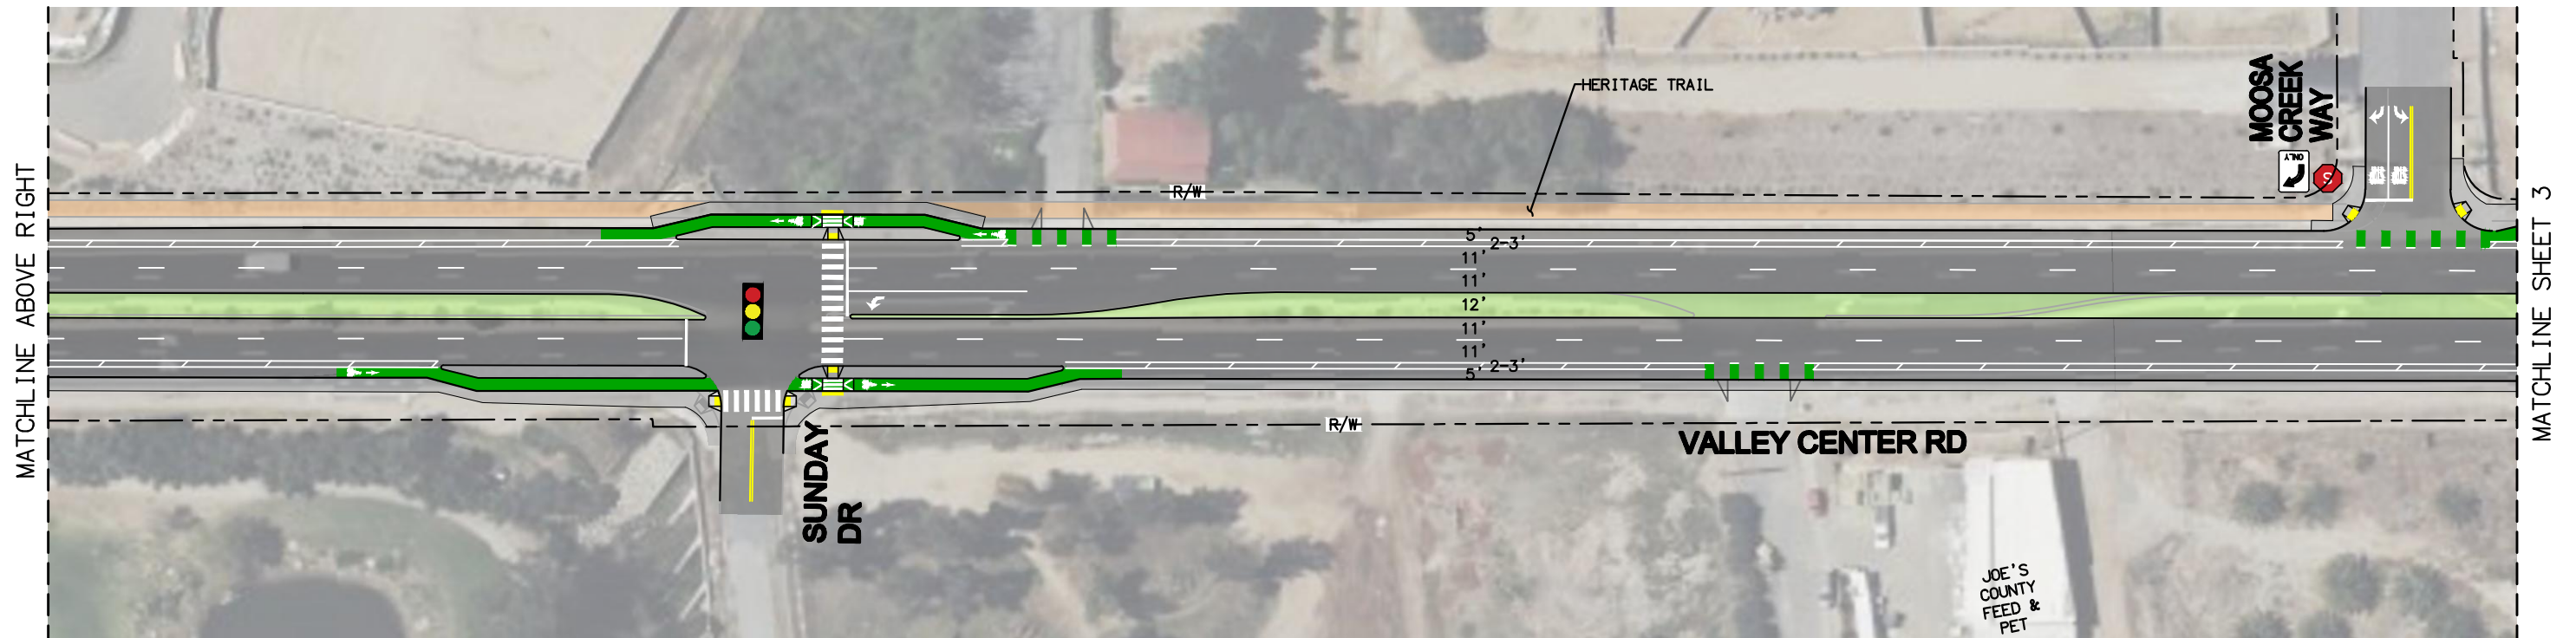 MATCHLINE ABOVE RIGHT
HERITAGE TRAIL
MOOSA
CREEK
WAY
ONLY
S
R/W
5'
2-3'
11'
11'
12'
11'
11'
2-3'
5'
R/W
VALLEY CENTER RD
SUNDAY
DR
JOE'S
COUNTY
FEED &
PET
MATCHLINE SHEET 3